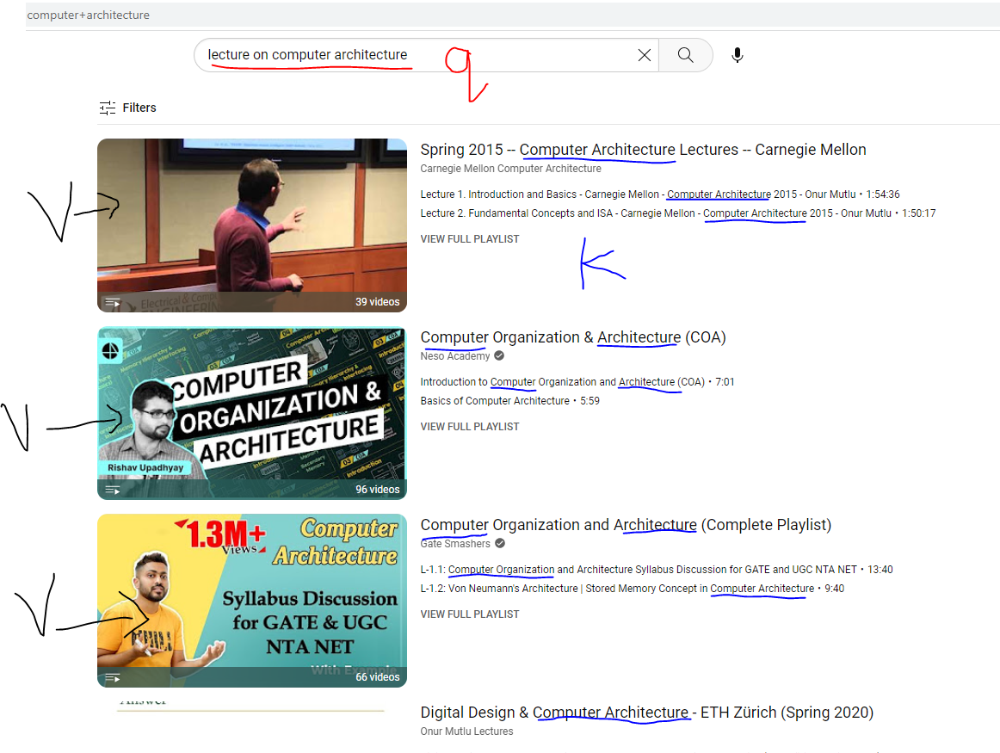 computer+architecture
lecture on computer architecture
q
Filters
V
39 videos
Spring 2015 -- Computer Architecture Lectures -- Carnegie Mellon
Carnegie Mellon Computer Architecture
Lecture 1. Introduction and Basics - Carnegie Mellon - Computer Architecture 2015 - Onur Mutlu • 1:54:36
Lecture 2. Fundamental Concepts and ISA - Carnegie Mellon - Computer Architecture 2015 - Onur Mutlu • 1:50:17
VIEW FULL PLAYLIST
K
V
COMPUTER
ORGANIZATION &
ARCHITECTURE
Rishav Upadhyay
96 videos
Computer Organization & Architecture (COA)
Neso Academy
Introduction to Computer Organization and Architecture (COA) • 7:01
Basics of Computer Architecture • 5:59
VIEW FULL PLAYLIST
V
1.3M+
Views
Computer
Architecture
Syllabus Discussion
for GATE & UGC
NTA NET
With Example
66 videos
Computer Organization and Architecture (Complete Playlist)
Gate Smashers
L-1.1: Computer Organization and Architecture Syllabus Discussion for GATE and UGC NTA NET • 13:40
L-1.2: Von Neumann's Architecture | Stored Memory Concept in Computer Architecture • 9:40
VIEW FULL PLAYLIST
Answer
Digital Design & Computer Architecture - ETH Zürich (Spring 2020)
Onur Mutlu Lectures